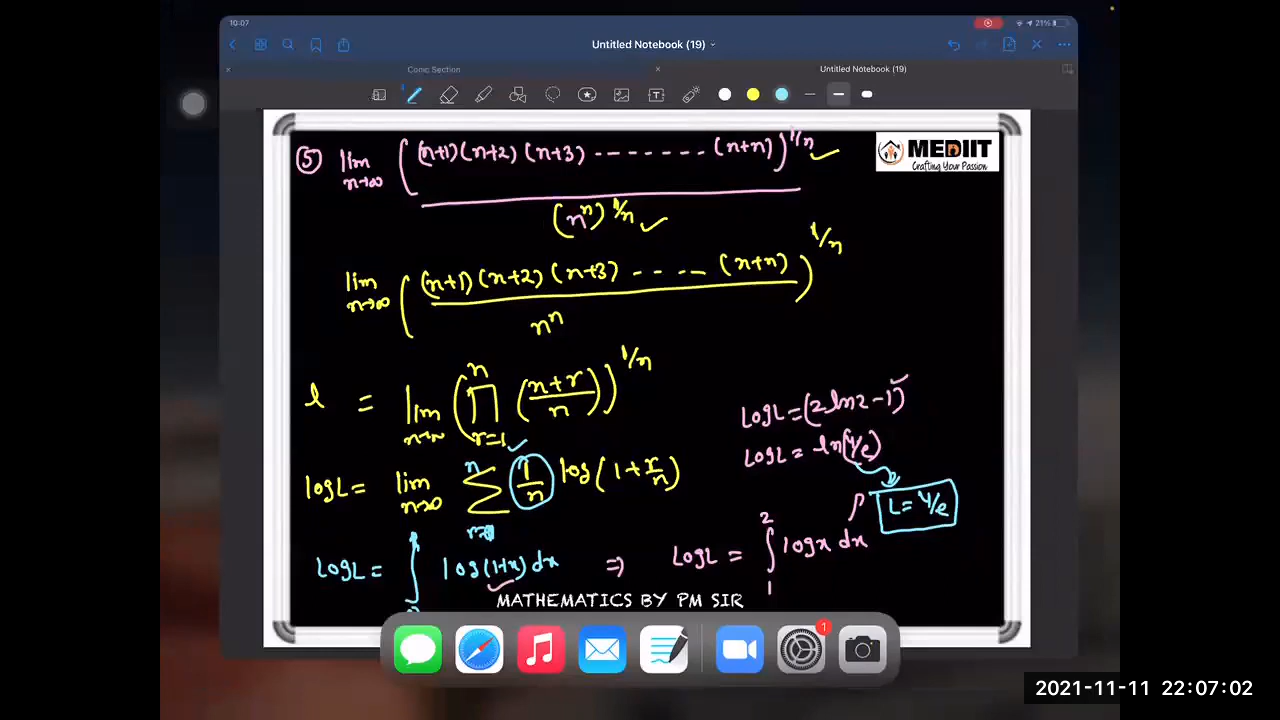 10:07
21%
Untitled Notebook (19)
Conic Section
Untitled Notebook (19)
MEDIIT
Crafting Your Passion
⑤ lim n→∞ ((n+1)(n+2)(n+3) -------- (n+n))^1/n ✓
(n^n)^1/n ✓
lim n→∞ ((n+1)(n+2)(n+3) ---- -- (n+n) / n^n)^1/n
l = lim n→∞ (∏ r=1 n ((n+r)/n))^1/n
LogL = (2ln2-1)
LogL = ln(4/e)
L = 4/e
logL = lim n→∞ ∑ n 1/n log(1+r/n)
LogL = ∫ log(1+x) dx ⇒ LogL = ∫ 1 2 logx dx
MATHEMATICS BY PM SIR
1
2021-11-11 22:07:02